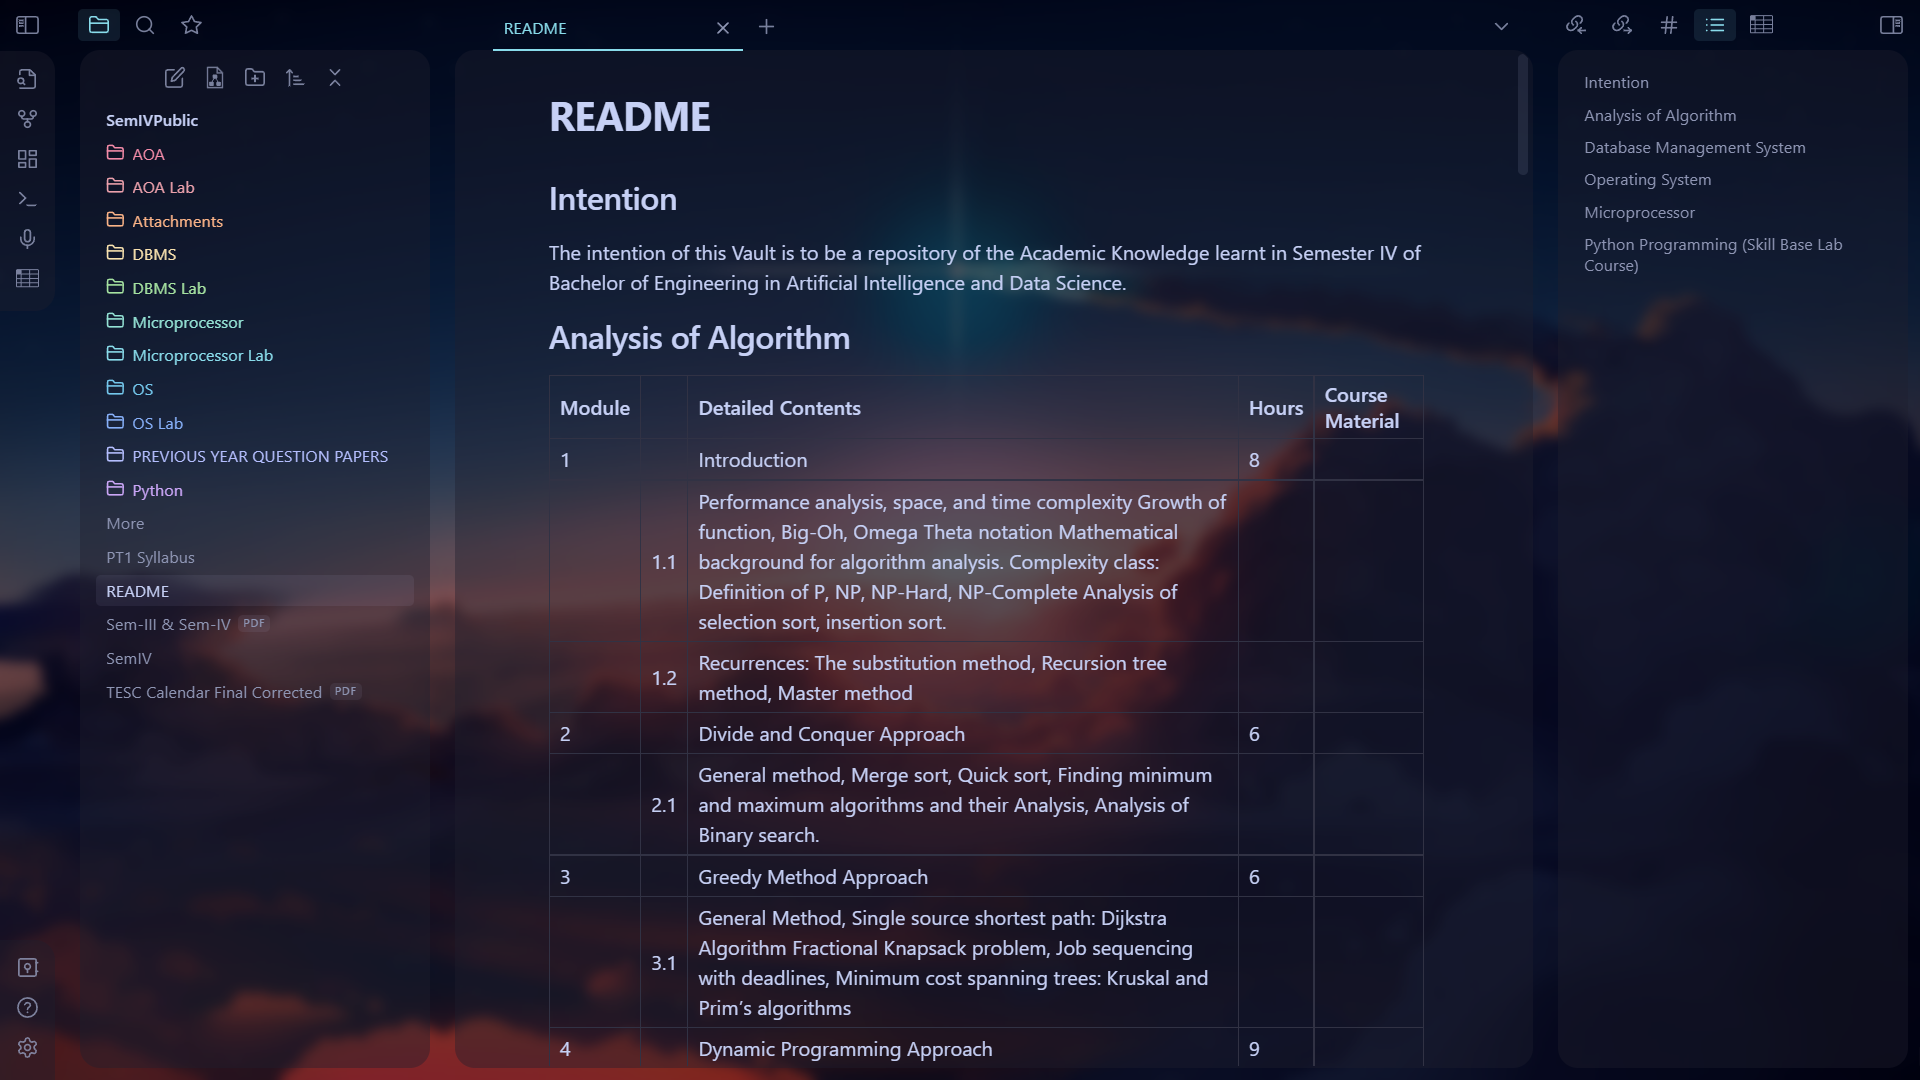 README
SemIVPublic
AOA
AOA Lab
Attachments
DBMS
DBMS Lab
Microprocessor
Microprocessor Lab
OS
OS Lab
PREVIOUS YEAR QUESTION PAPERS
Python
More
PT1 Syllabus
README
Sem-III & Sem-IV PDF
SemIV
TESC Calendar Final Corrected PDF
README
Intention
The intention of this Vault is to be a repository of the Academic Knowledge learnt in Semester IV of
Bachelor of Engineering in Artificial Intelligence and Data Science.
Analysis of Algorithm
Module Detailed Contents Hours Course
Material
1 Introduction 8
Performance analysis, space, and time complexity Growth of
function, Big-Oh, Omega Theta notation Mathematical
1.1 background for algorithm analysis. Complexity class:
Definition of P, NP, NP-Hard, NP-Complete Analysis of
selection sort, insertion sort.
1.2 Recurrences: The substitution method, Recursion tree
method, Master method
2 Divide and Conquer Approach 6
General method, Merge sort, Quick sort, Finding minimum
2.1 and maximum algorithms and their Analysis, Analysis of
Binary search.
3 Greedy Method Approach 6
General Method, Single source shortest path: Dijkstra
Algorithm Fractional Knapsack problem, Job sequencing
3.1 with deadlines, Minimum cost spanning trees: Kruskal and
Prim’s algorithms
4 Dynamic Programming Approach 9
Intention
Analysis of Algorithm
Database Management System
Operating System
Microprocessor
Python Programming (Skill Base Lab
Course)